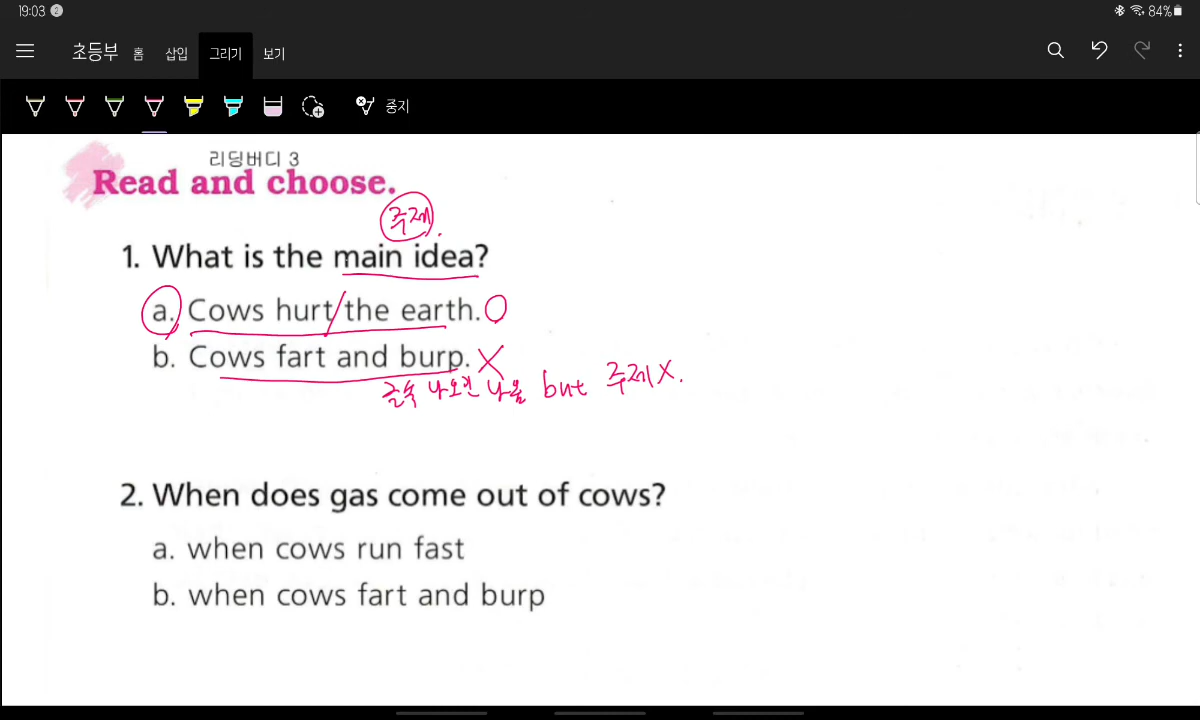 19:03 2
84%
초등부 홈 삽입 그리기 보기
중지
리딩버디 3
Read and choose.
주제.
1. What is the main idea?
a. Cows hurt/the earth. O
b. Cows fart and burp. X
글속 나오긴 나옴 but 주제X.
2. When does gas come out of cows?
a. when cows run fast
b. when cows fart and burp